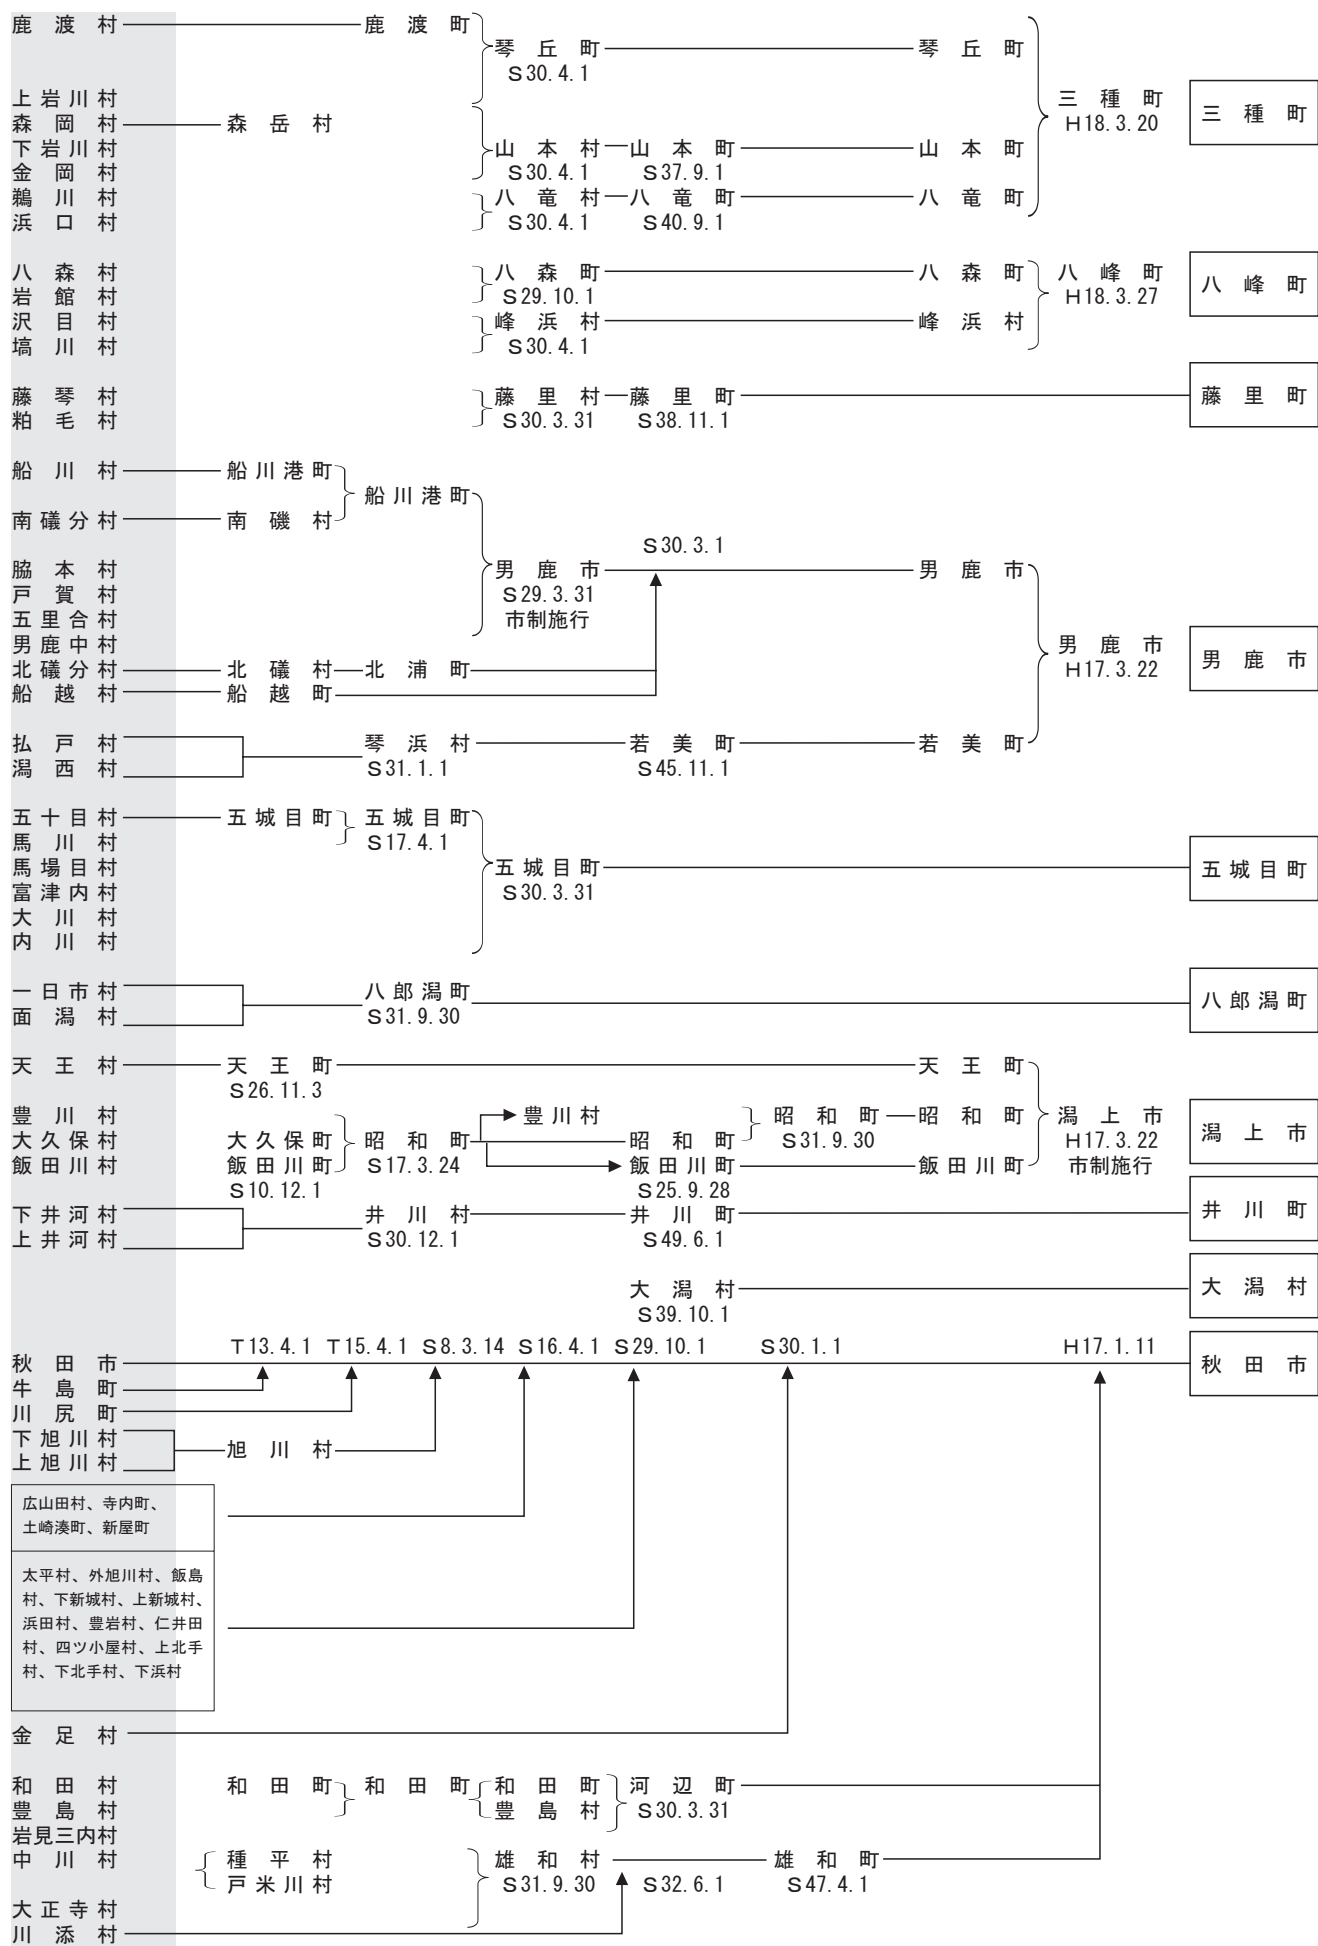 鹿渡村 鹿渡町
琴丘町 琴丘町
S30.4.1
上岩川村 三種町
森岡村 森岳村 H18.3.20 三種町
下岩川村 山本村 山本町 山本町
金岡村 S30.4.1 S37.9.1
鵜川村 八竜村 八竜町 八竜町
浜口村 S30.4.1 S40.9.1
八森村 八森町 八森町 八峰町 八峰町
岩館村 S29.10.1 H18.3.27
沢目村 峰浜村 峰浜村
塙川村 S30.4.1
藤琴村 藤里村 藤里町 藤里町
粕毛村 S30.3.31 S38.11.1
船川村 船川港町
船川港町
南磯分村 南磯村
S30.3.1
脇本村 男鹿市 男鹿市
戸賀村 S29.3.31
五里合村 市制施行
男鹿中村 男鹿市 男鹿市
北磯分村 北磯村 北浦町 H17.3.22
船越村 船越町
払戸村 琴浜村 若美町 若美町
潟西村 S31.1.1 S45.11.1
五十目村 五城目町 五城目町
馬川村 S17.4.1
馬場目村 五城目町 五城目町
富津内村 S30.3.31
大川村
内川村
一日市村 八郎潟町 八郎潟町
面潟村 S31.9.30
天王村 天王町 天王町
S26.11.3
豊川村 豊川村 昭和町 昭和町 潟上市 潟上市
大久保村 大久保町 昭和町 昭和町 S31.9.30 H17.3.22
飯田川村 飯田川町 S17.3.24 飯田川町 飯田川町 市制施行
S10.12.1 S25.9.28
下井河村 井川村 井川町 井川町
上井河村 S30.12.1 S49.6.1
大潟村 大潟村
S39.10.1
T13.4.1 T15.4.1 S8.3.14 S16.4.1 S29.10.1 S30.1.1 H17.1.11
秋田市 秋田市
牛島町
川尻町
下旭川村 旭川村
上旭川村
広山田村、寺内町、
土崎湊町、新屋町
太平村、外旭川村、飯島
村、下新城村、上新城村、
浜田村、豊岩村、仁井田
村、四ツ小屋村、上北手
村、下北手村、下浜村
金足村
和田村 和田町 和田町 和田町 河辺町
豊島村 豊島村 S30.3.31
岩見三内村
中川村 種平村 雄和村 雄和町
戸米川村 S31.9.30 S32.6.1 S47.4.1
大正寺村
川添村